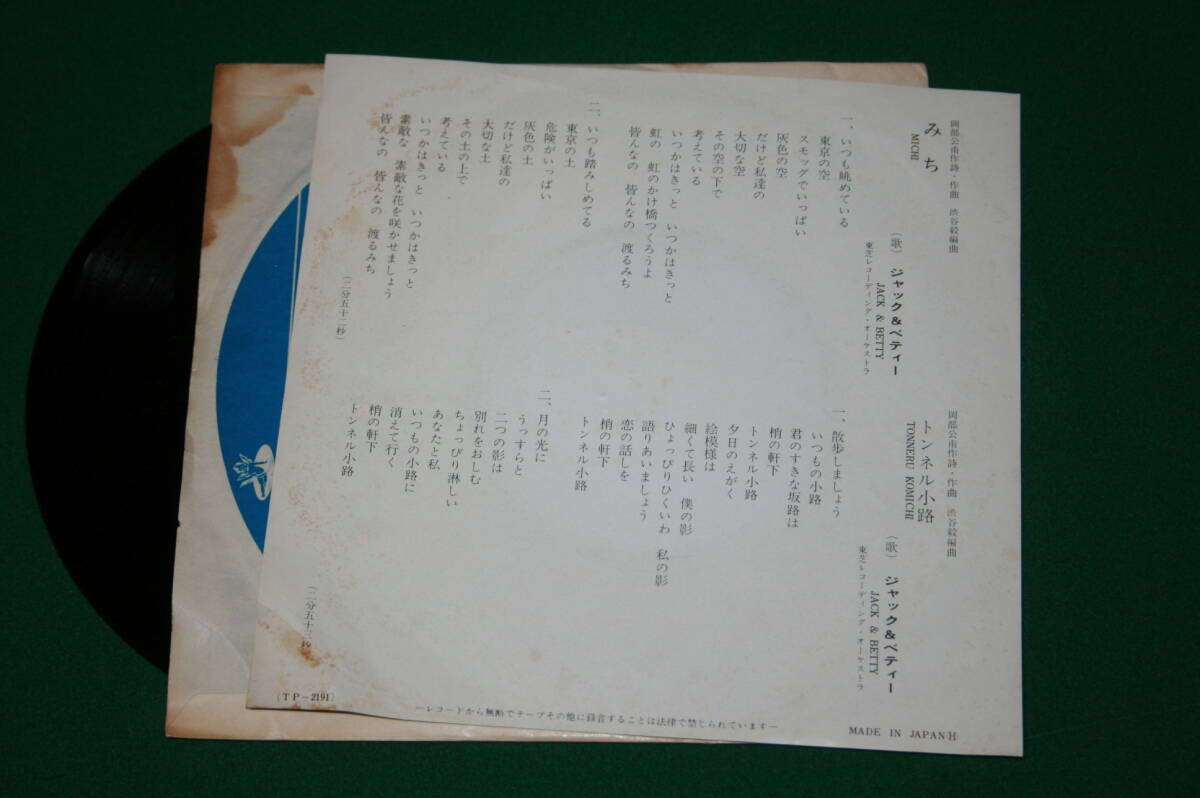 岡部公甫作詩・作曲 渋谷毅編曲
みち
MICHI
(歌) ジャック&ベティー
JACK & BETTY
東芝レコーディング・オーケストラ
一、いつも眺めている
東京の空
スモッグでいっぱい
灰色の空
だけど私達の
大切な空
その空の下で
考えている
いつかはきっと いつかはきっと
虹の 虹のかけ橋つくろうよ
皆んなの 皆んなの 渡るみち
二、いつも踏みしめてる
東京の土
危険がいっぱい
灰色の土
だけど私達の
大切な土
その土の上で
考えている
いつかはきっと いつかはきっと
素敵な 素敵な花を咲かせましょう
皆んなの 皆んなの 渡るみち
(二分五十二秒)
岡部公甫作詩・作曲 渋谷毅編曲
トンネル小路
TONNERU KOMICHI
(歌) ジャック&ベティー
JACK & BETTY
東芝レコーディング・オーケストラ
一、散歩しましょう
いつもの小路
君のすきな坂路は
梢の軒下
トンネル小路
夕日のえがく
絵模様は
細くて長い 僕の影
ひょっぴりひくいわ 私の影
語りあいましょう
恋の話しを
梢の軒下
トンネル小路
二、月の光に
うっすらと
二つの影は
別れをおしむ
ちょっぴり淋しい
あなたと私
いつもの小路に
消えて行く
梢の軒下
トンネル小路
(二分五十三秒)
(TP-2191)
―レコードから無断でテープその他に録音することは法律で禁じられています―
MADE IN JAPAN H